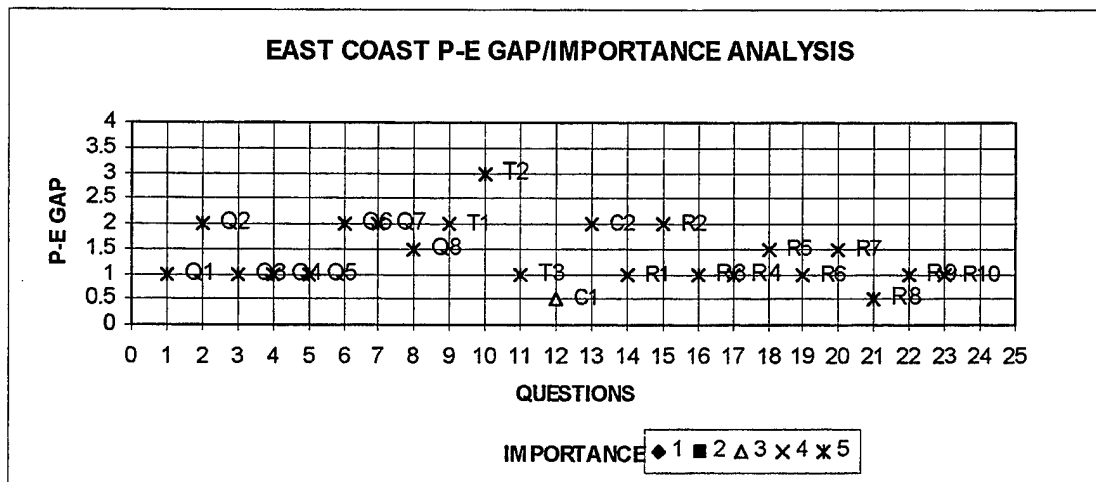 EAST COAST P-E GAP/IMPORTANCE ANALYSIS
4
3.5
3
2.5
2
1.5
1
0.5
0
P-E GAP
T2
Q2 Q6 Q7 T1 C2 R2
Q8 R5 R7
Q1 Q3 Q4 Q5 T3 R1 R3 R4 R6 R9 R10
C1 R8
0 1 2 3 4 5 6 7 8 9 10 11 12 13 14 15 16 17 18 19 20 21 22 23 24 25
QUESTIONS
IMPORTANCE 1 2 3 4 5